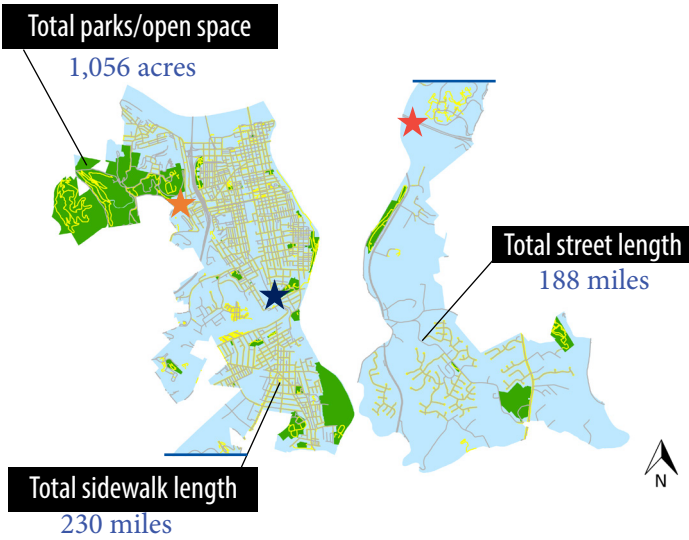 Total parks/open space
1,056 acres
Total street length
188 miles
Total sidewalk length
230 miles
N